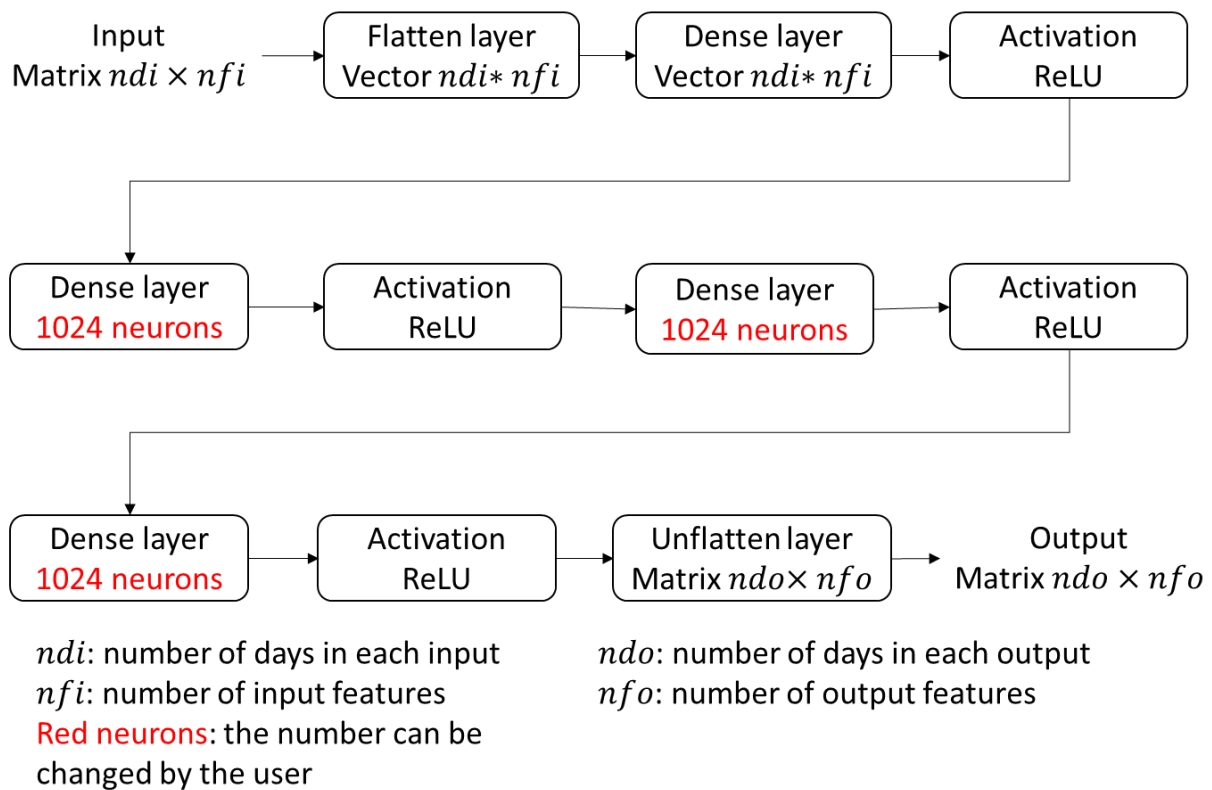 Input
Matrix ndi × nfi
Flatten layer
Vector ndi* nfi
Dense layer
Vector ndi* nfi
Activation
ReLU
Dense layer
1024 neurons
Activation
ReLU
Dense layer
1024 neurons
Activation
ReLU
Dense layer
1024 neurons
Activation
ReLU
Unflatten layer
Matrix ndo× nfo
Output
Matrix ndo × nfo
ndi: number of days in each input
nfi: number of input features
Red neurons: the number can be
changed by the user
ndo: number of days in each output
nfo: number of output features